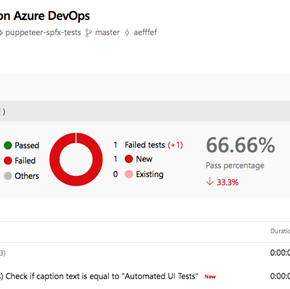 on Azure DevOps
puppeteer-spfx-tests master aefffef
)
Passed
Failed
Others
1 Failed tests (+1)
1 New
0 Existing
66.66%
Pass percentage
33.3%
Duratio
3) 0:00:0
) Check if caption text is equal to "Automated UI Tests" New 0:00:0